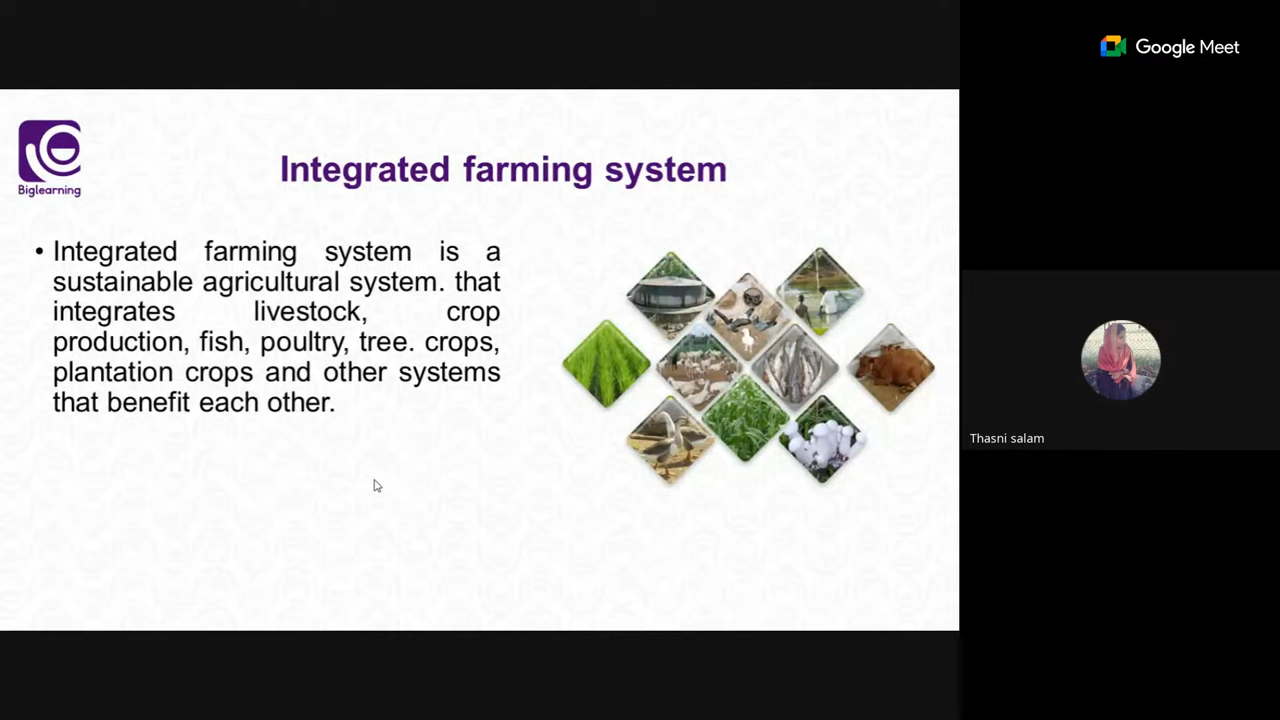 Google Meet
Biglearning
Integrated farming system
• Integrated farming system is a
sustainable agricultural system. that
integrates livestock, crop
production, fish, poultry, tree. crops,
plantation crops and other systems
that benefit each other.
Thasni salam